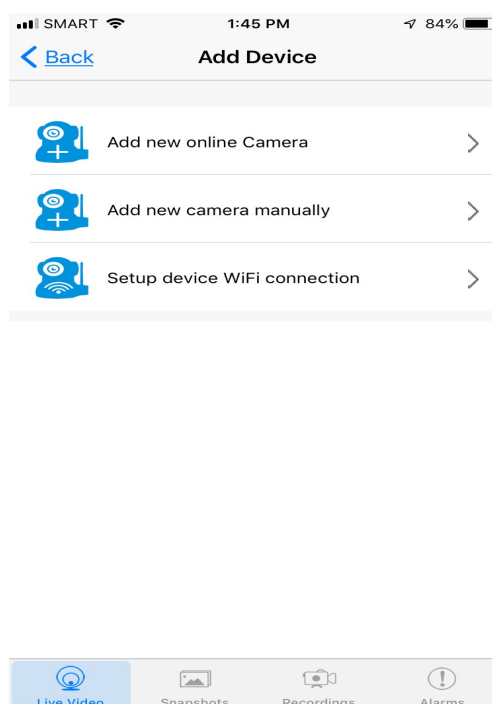 SMART 1:45 PM 84%
Back Add Device
Add new online Camera
Add new camera manually
Setup device WiFi connection
Live Video Snapshots Recordings Alarms